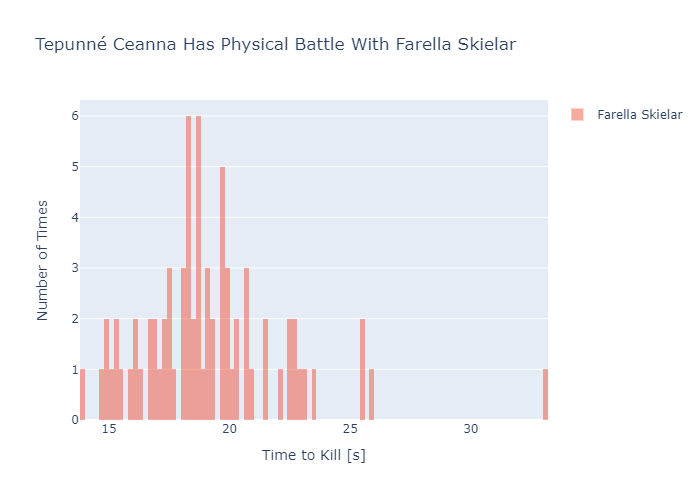 Tepunné Ceanna Has Physical Battle With Farella Skielar
Farella Skielar
6
5
4
3
2
1
0
Number of Times
15 20 25 30
Time to Kill [s]